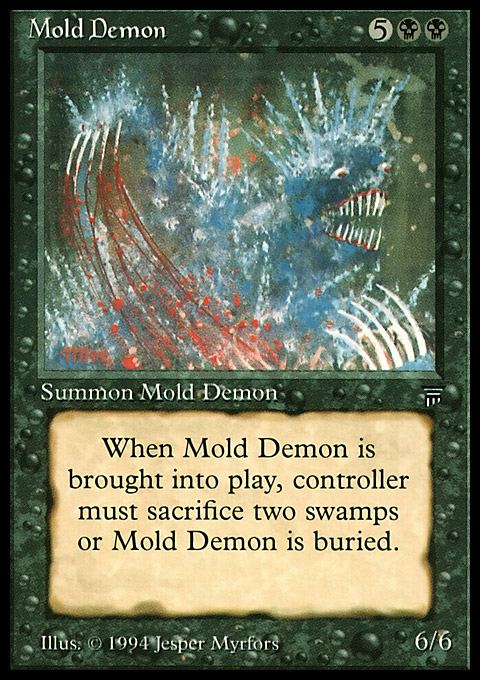 Mold Demon 5
Summon Mold Demon
When Mold Demon is
brought into play, controller
must sacrifice two swamps
or Mold Demon is buried.
Illus. © 1994 Jesper Myrfors 6/6